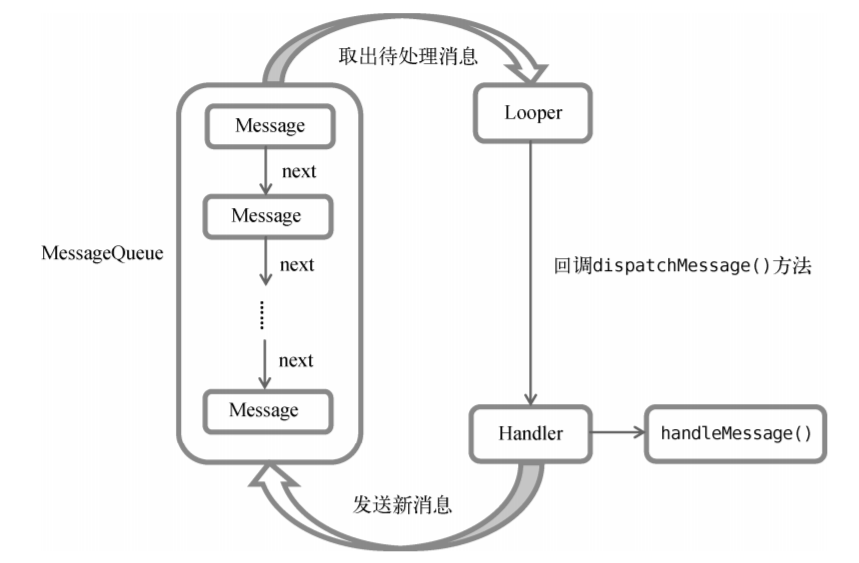 取出待处理消息
Message
Looper
next
Message
MessageQueue
next
回调dispatchMessage()方法
next
Message
Handler
handleMessage()
发送新消息